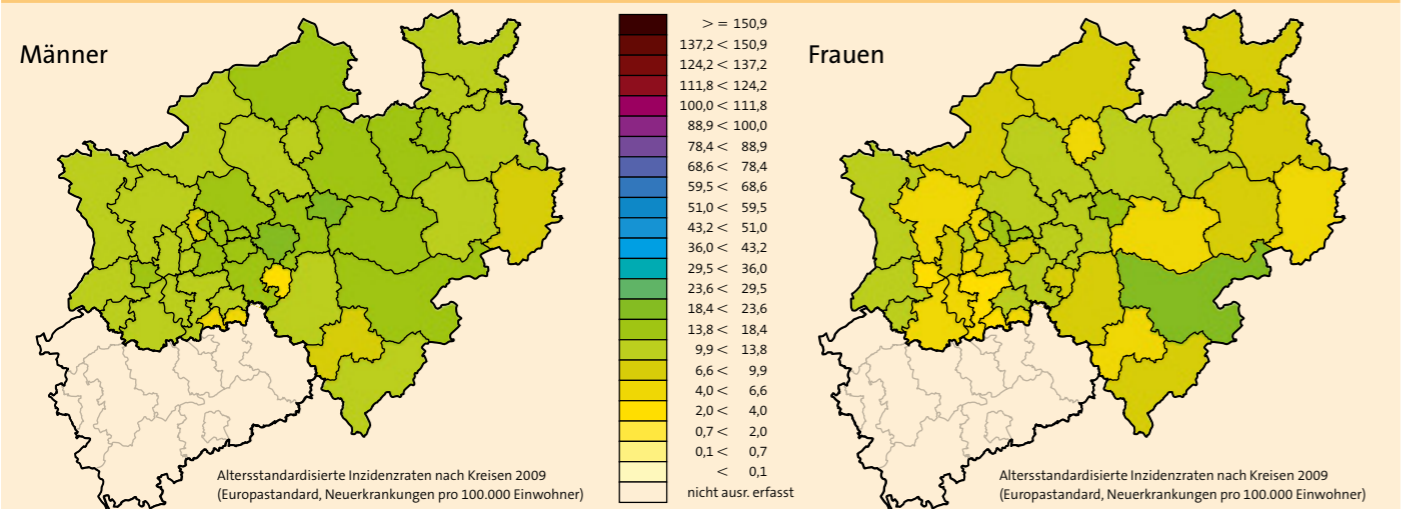 Männer
> = 150,9
137,2 < 150,9
124,2 < 137,2
111,8 < 124,2
100,0 < 111,8
88,9 < 100,0
78,4 < 88,9
68,6 < 78,4
59,5 < 68,6
51,0 < 59,5
43,2 < 51,0
36,0 < 43,2
29,5 < 36,0
23,6 < 29,5
18,4 < 23,6
13,8 < 18,4
9,9 < 13,8
6,6 < 9,9
4,0 < 6,6
2,0 < 4,0
0,7 < 2,0
0,1 < 0,7
< 0,1
nicht ausr. erfasst
Altersstandardisierte Inzidenzraten nach Kreisen 2009
(Europastandard, Neuerkrankungen pro 100.000 Einwohner)
Frauen
Altersstandardisierte Inzidenzraten nach Kreisen 2009
(Europastandard, Neuerkrankungen pro 100.000 Einwohner)